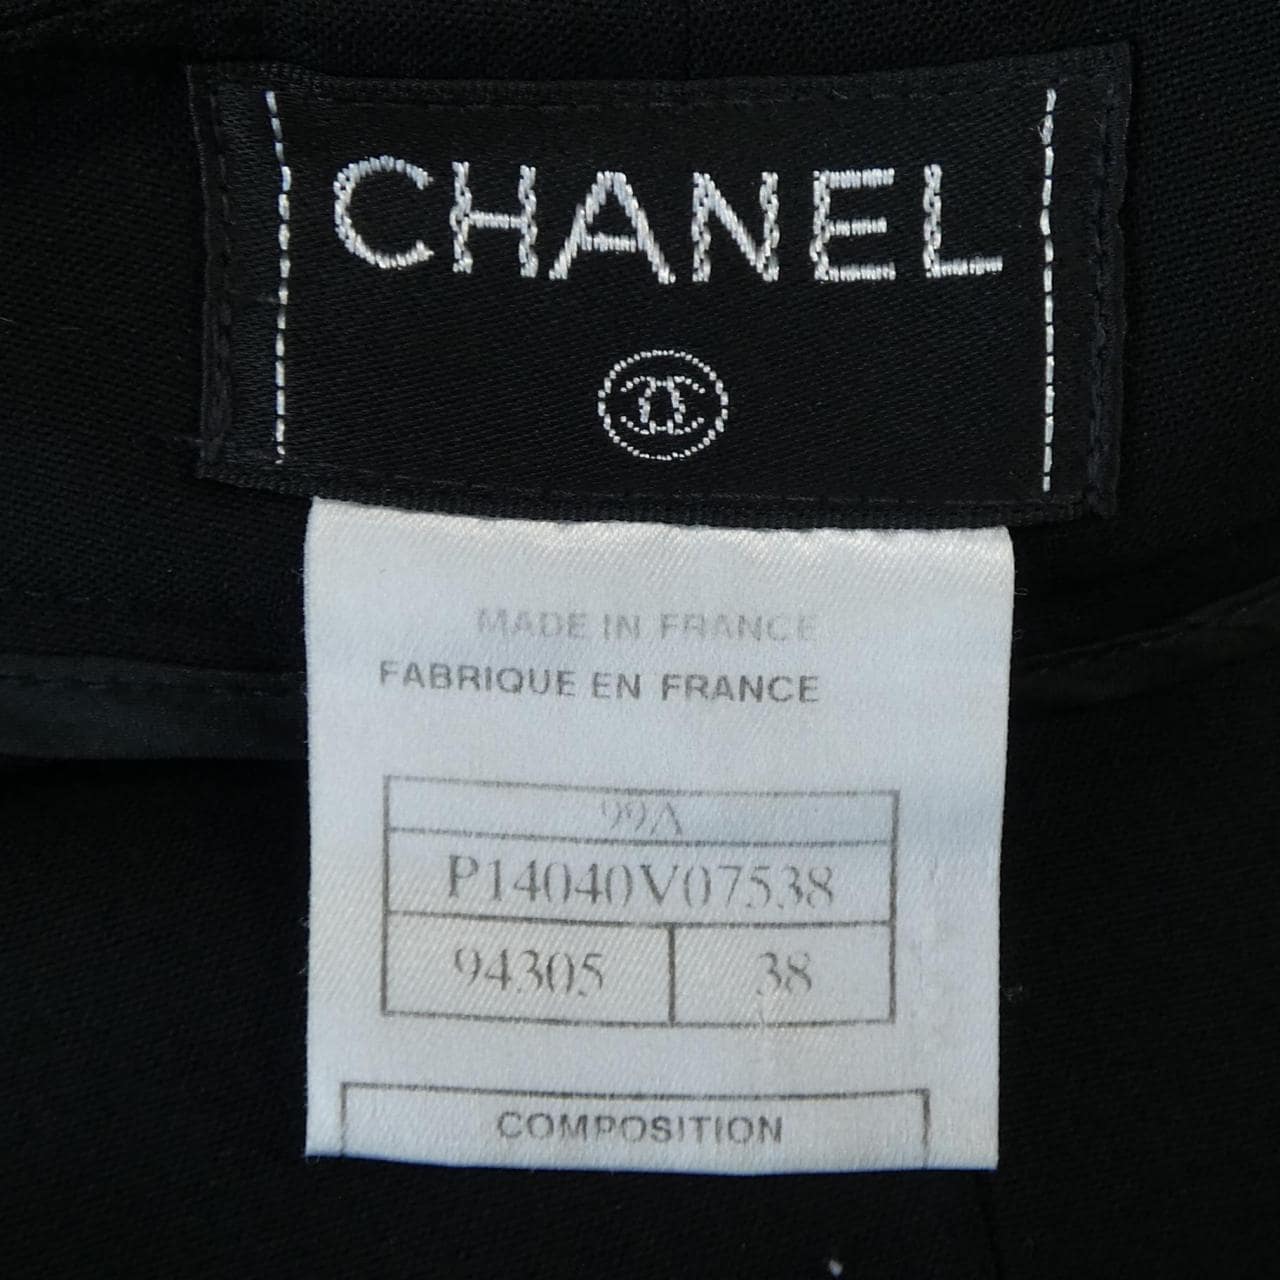 CHANEL
MADE IN FRANCE
FABRIQUE EN FRANCE
99A
P14040V07538
94305 38
COMPOSITION